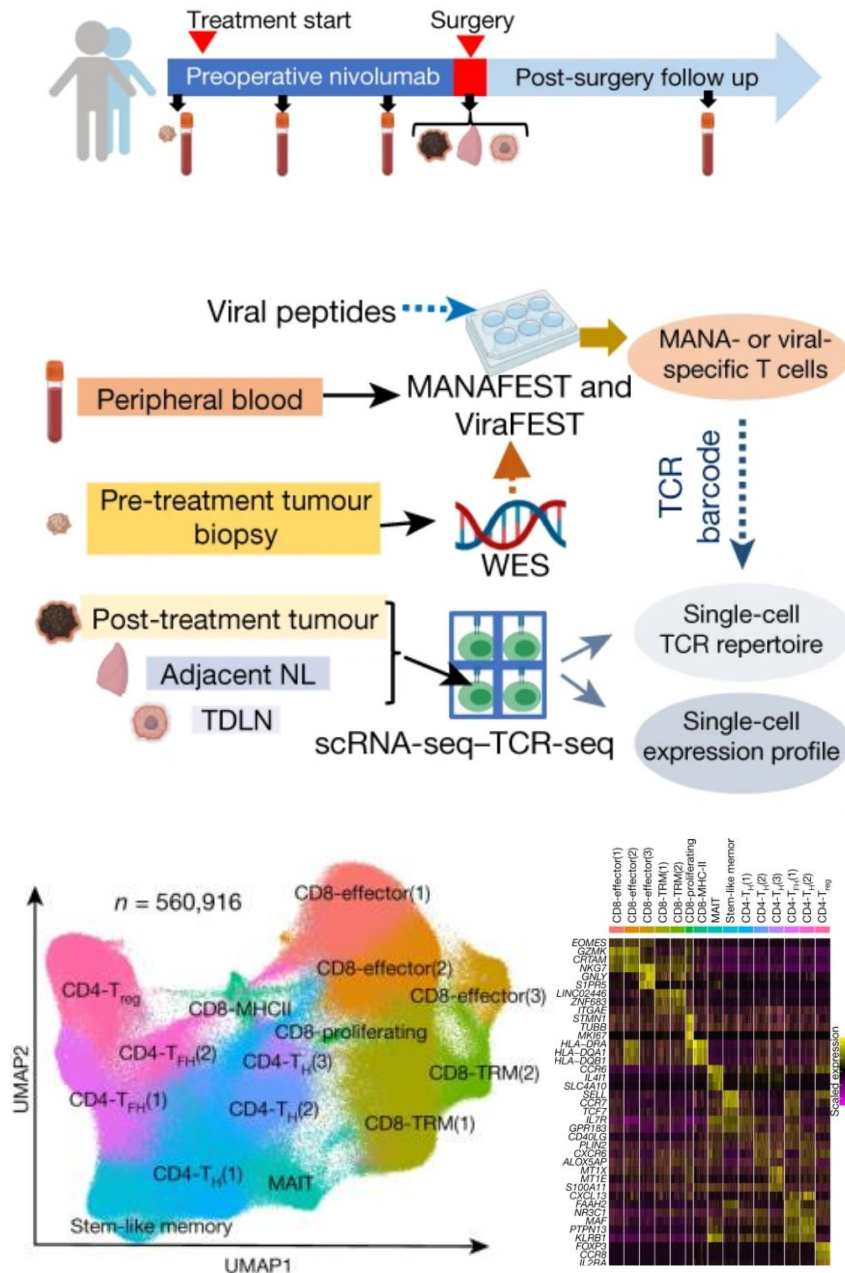 Treatment start
Surgery
Preoperative nivolumab
Post-surgery follow up
Viral peptides
MANA- or viral-
specific T cells
Peripheral blood
MANAFEST and
ViraFEST
TCR
barcode
Pre-treatment tumour
biopsy
WES
Post-treatment tumour
Adjacent NL
TDLN
scRNA-seq–TCR-seq
Single-cell
TCR repertoire
Single-cell
expression profile
n = 560,916
CD8-effector(1)
CD8-effector(2)
CD8-effector(3)
CD4-Treg
CD8-MHCII
CD8-proliferating
CD4-TFH(2)
CD4-TH(3)
CD8-TRM(2)
CD4-TFH(1)
CD4-TH(2)
CD8-TRM(1)
CD4-TH(1)
MAIT
Stem-like memory
UMAP2
UMAP1
CD8-effector(1)
CD8-effector(2)
CD8-effector(3)
CD8-TRM(1)
CD8-TRM(2)
CD8-proliferating
CD8-MHC-II
MAIT
Stem-like memor
CD4-TH(1)
CD4-TH(2)
CD4-TH(3)
CD4-TFH(1)
CD4-TH(2)
CD4-Treg
EOMES
GZMK
CRTAM
NKG7
GNLY
S1PR5
LINC02446
ZNF683
ITGAE
STMN1
TUBB
MKI67
HLA-DRA
HLA-DQA1
HLA-DQB1
CCR6
IL4I1
SLC4A10
SELL
CCR7
TCF7
IL7R
GPR183
CD40LG
PLIN2
CXCR6
ALOX5AP
MT1X
MT1E
S100A11
CXCL13
FAAH2
NR3C1
MAF
PTPN13
KLRB1
FOXP3
CCR8
IL2RA
Scaled expression